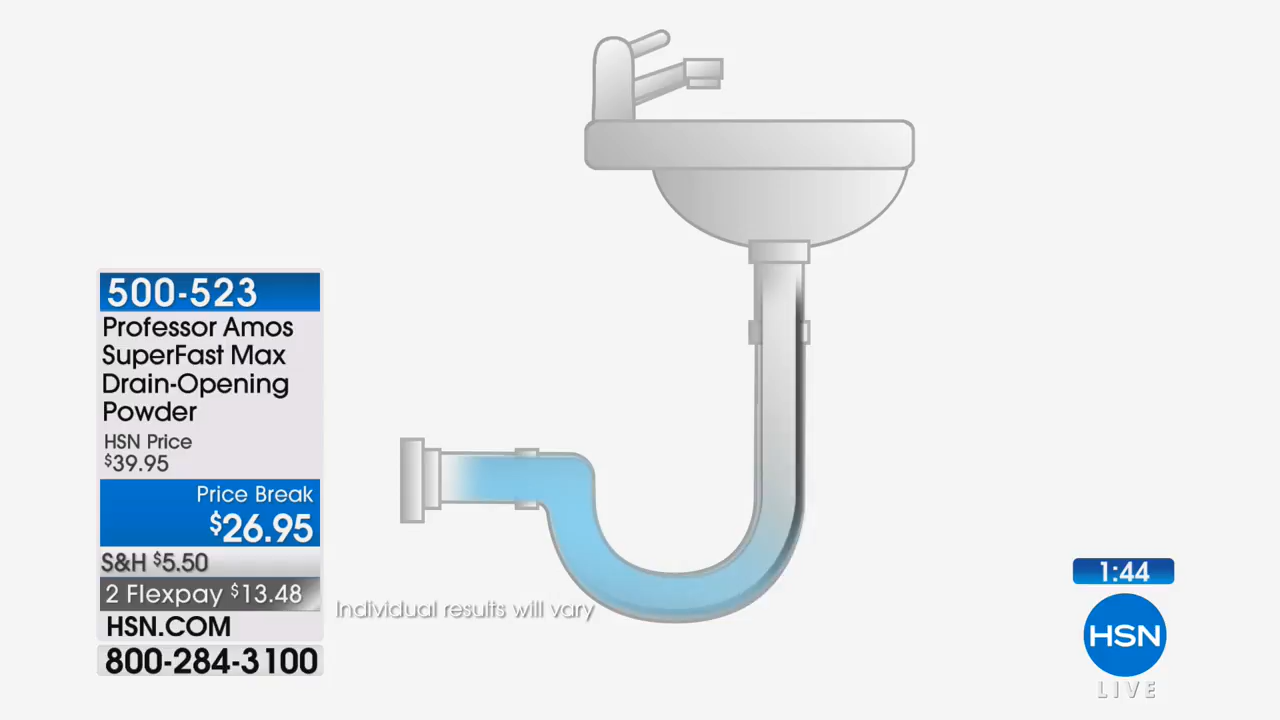 500-523
Professor Amos
SuperFast Max
Drain-Opening
Powder
HSN Price
$39.95
Price Break
$26.95
S&H $5.50
2 Flexpay $13.48
HSN.COM
800-284-3100
Individual results will vary
1:44
HSN
LIVE